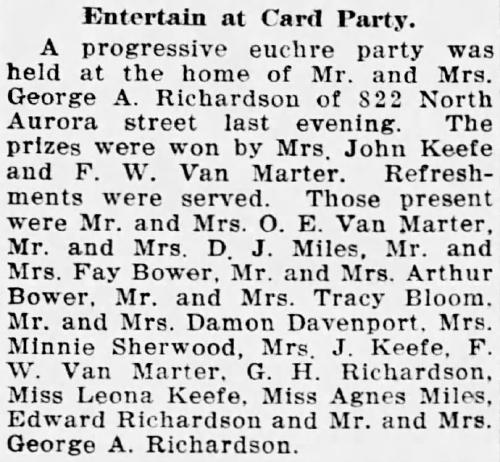 Entertain at Card Party.
A progressive euchre party was
held at the home of Mr. and Mrs.
George A. Richardson of 822 North
Aurora street last evening. The
prizes were won by Mrs. John Keefe
and F. W. Van Marter. Refresh-
ments were served. Those present
were Mr. and Mrs. O. E. Van Marter,
Mr. and Mrs. D. J. Miles, Mr. and
Mrs. Fay Bower, Mr. and Mrs. Arthur
Bower, Mr. and Mrs. Tracy Bloom,
Mr. and Mrs. Damon Davenport, Mrs.
Minnie Sherwood, Mrs. J. Keefe, F.
W. Van Marter, G. H. Richardson,
Miss Leona Keefe, Miss Agnes Miles,
Edward Richardson and Mr. and Mrs.
George A. Richardson.